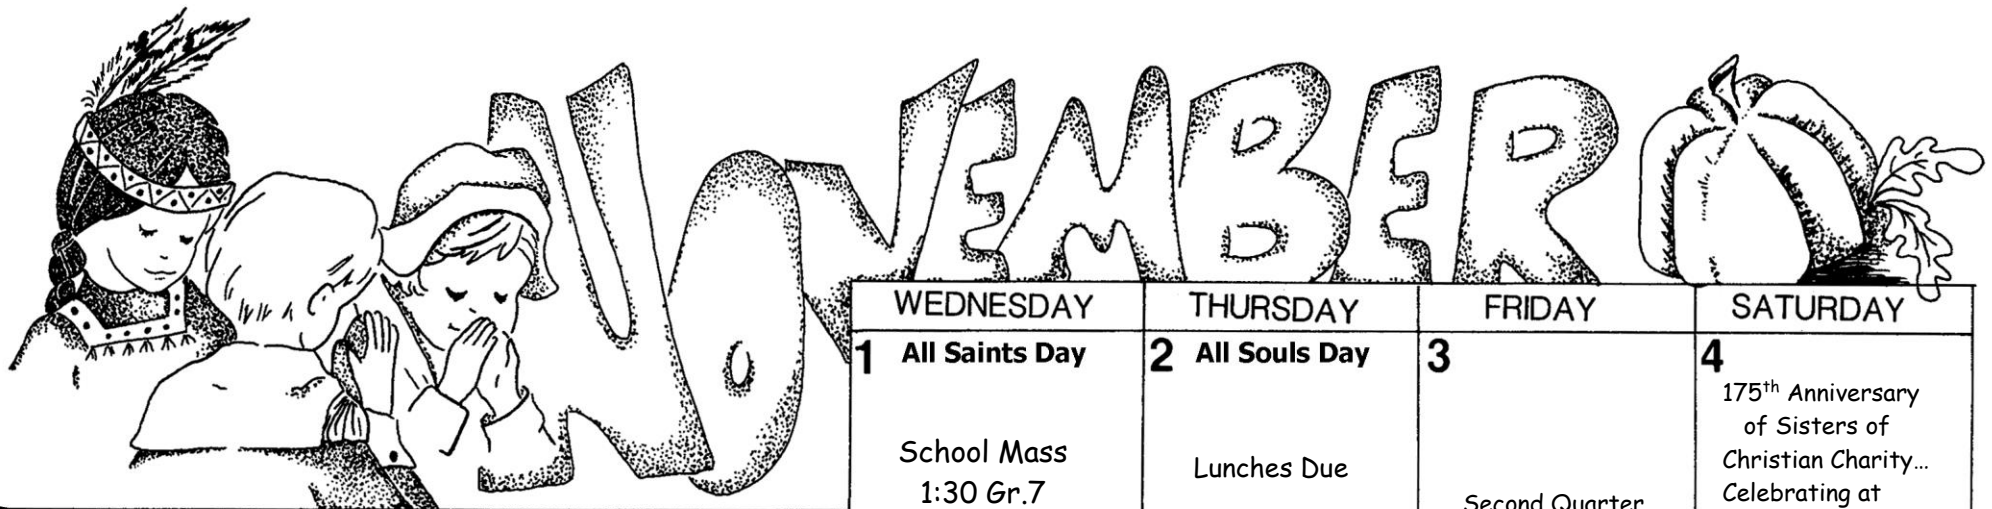 NOVEMBER
WEDNESDAY THURSDAY FRIDAY SATURDAY
1 All Saints Day
School Mass
1:30 Gr.7
2 All Souls Day
Lunches Due
3
Second Quarter
4
175th Anniversary
of Sisters of
Christian Charity…
Celebrating at